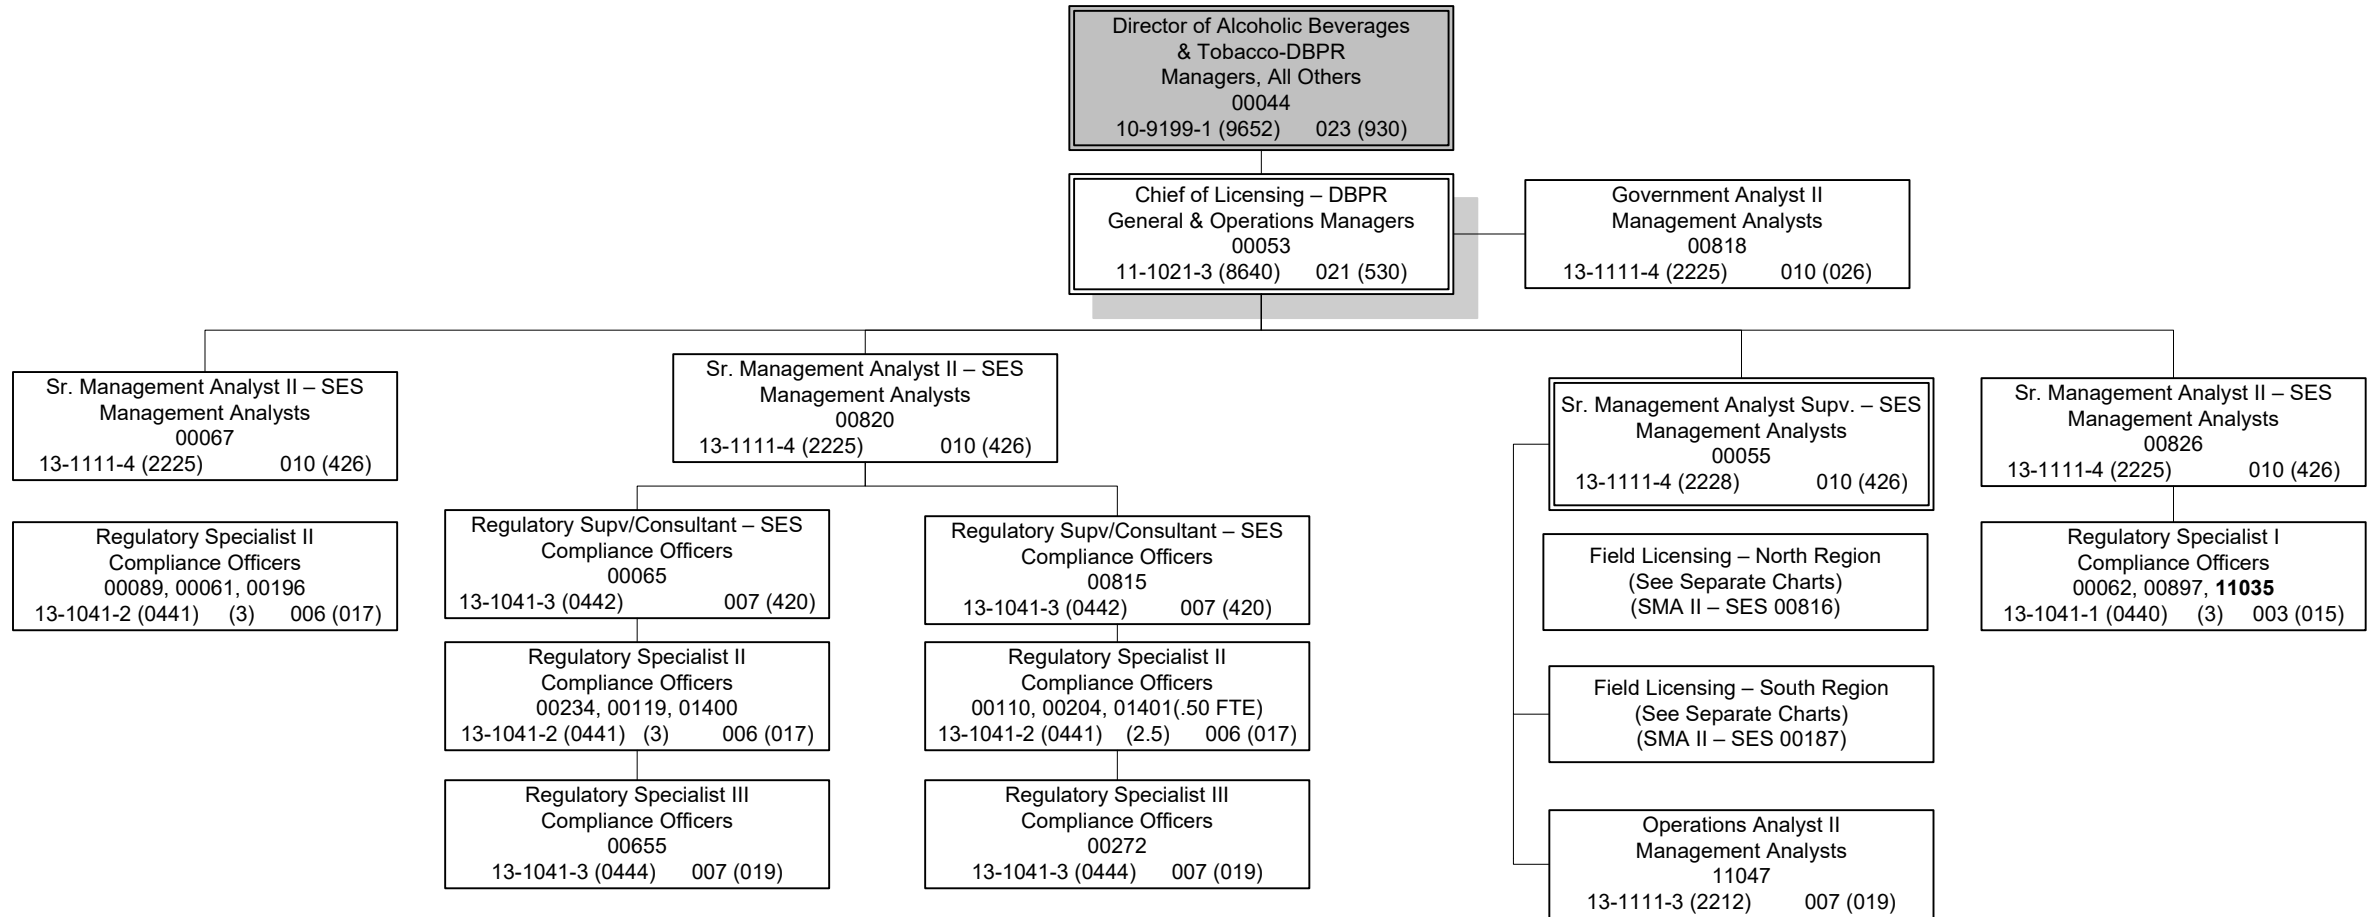 Director of Alcoholic Beverages
& Tobacco-DBPR
Managers, All Others
00044
10-9199-1 (9652) 023 (930)
Chief of Licensing – DBPR
General & Operations Managers
00053
11-1021-3 (8640) 021 (530)
Government Analyst II
Management Analysts
00818
13-1111-4 (2225) 010 (026)
Sr. Management Analyst II – SES
Management Analysts
00067
13-1111-4 (2225) 010 (426)
Regulatory Specialist II
Compliance Officers
00089, 00061, 00196
13-1041-2 (0441) (3) 006 (017)
Sr. Management Analyst II – SES
Management Analysts
00820
13-1111-4 (2225) 010 (426)
Regulatory Supv/Consultant – SES
Compliance Officers
00065
13-1041-3 (0442) 007 (420)
Regulatory Specialist II
Compliance Officers
00234, 00119, 01400
13-1041-2 (0441) (3) 006 (017)
Regulatory Specialist III
Compliance Officers
00655
13-1041-3 (0444) 007 (019)
Regulatory Supv/Consultant – SES
Compliance Officers
00815
13-1041-3 (0442) 007 (420)
Regulatory Specialist II
Compliance Officers
00110, 00204, 01401(.50 FTE)
13-1041-2 (0441) (2.5) 006 (017)
Regulatory Specialist III
Compliance Officers
00272
13-1041-3 (0444) 007 (019)
Sr. Management Analyst Supv. – SES
Management Analysts
00055
13-1111-4 (2228) 010 (426)
Field Licensing – North Region
(See Separate Charts)
(SMA II – SES 00816)
Field Licensing – South Region
(See Separate Charts)
(SMA II – SES 00187)
Operations Analyst II
Management Analysts
11047
13-1111-3 (2212) 007 (019)
Sr. Management Analyst II – SES
Management Analysts
00826
13-1111-4 (2225) 010 (426)
Regulatory Specialist I
Compliance Officers
00062, 00897, 11035
13-1041-1 (0440) (3) 003 (015)